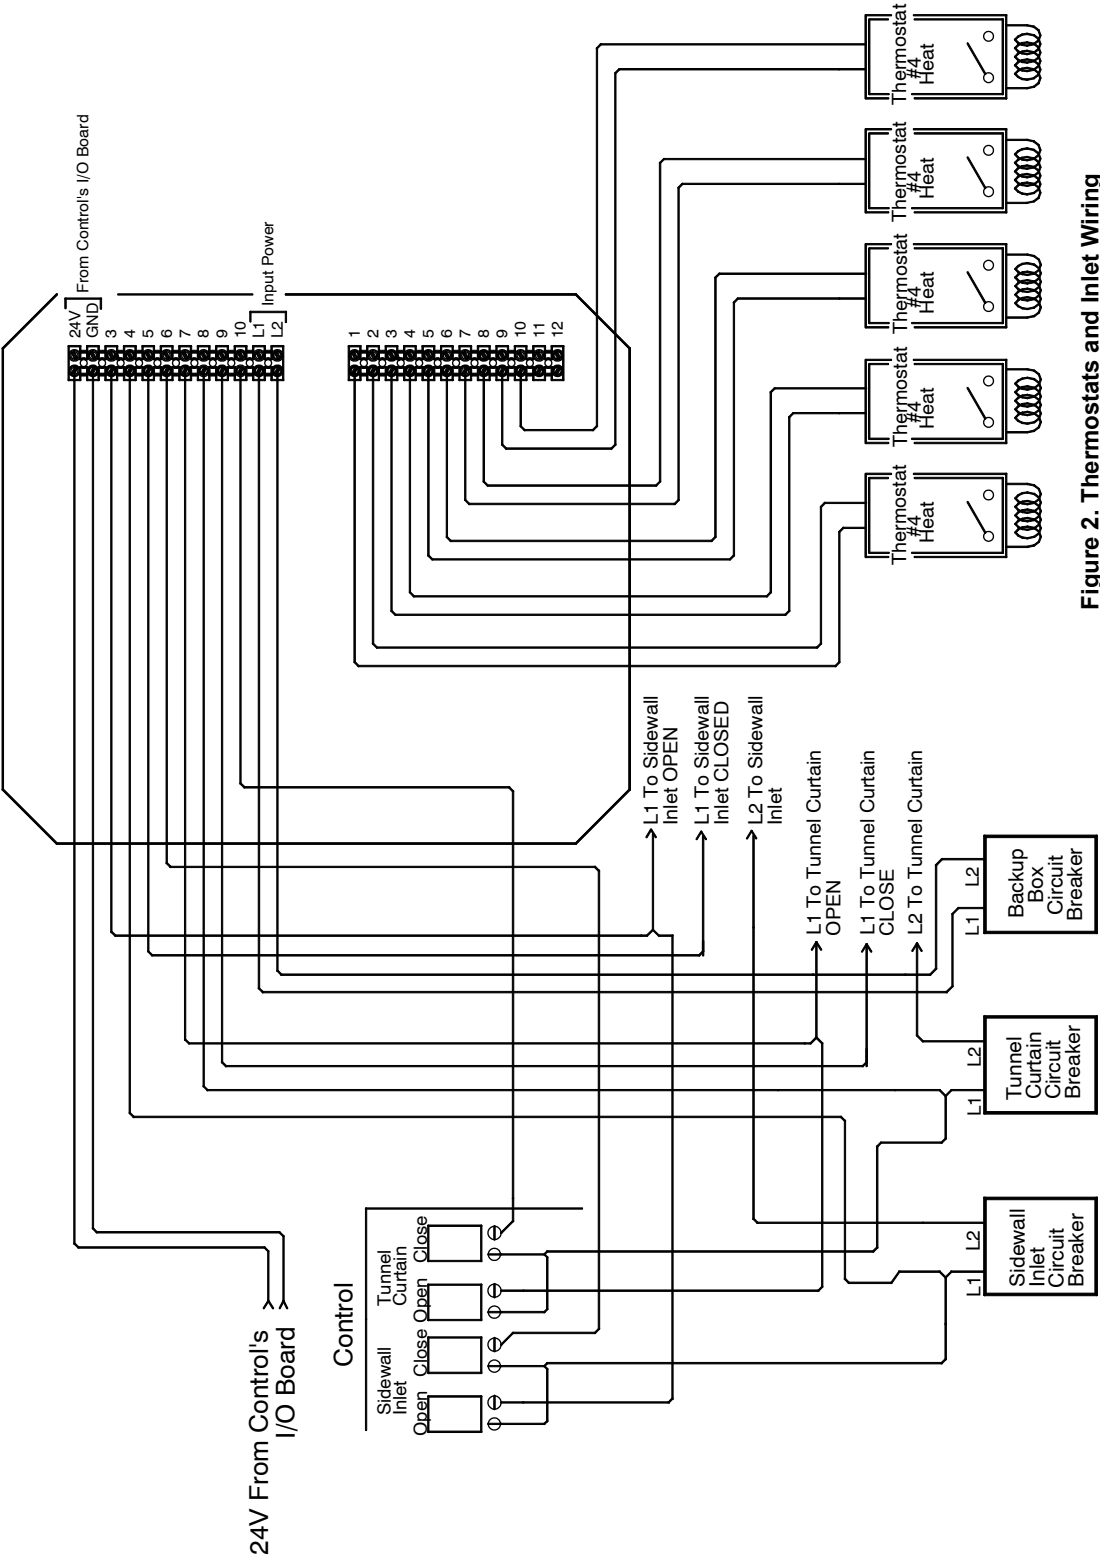 24V
GND
3
4
5
6
7
8
9
10
L1
L2
From Control's I/O Board
Input Power
1
2
3
4
5
6
7
8
9
10
11
12
Thermostat
#4
Heat
Thermostat
#4
Heat
Thermostat
#4
Heat
Thermostat
#4
Heat
Thermostat
#4
Heat
L1 To Sidewall
Inlet OPEN
L1 To Sidewall
Inlet CLOSED
L2 To Sidewall
Inlet
L1 To Tunnel Curtain
OPEN
L1 To Tunnel Curtain
CLOSE
L2 To Tunnel Curtain
24V From Control's
I/O Board
Control
Sidewall
Inlet
Open
Close
Tunnel
Curtain
Open
Close
L1
L2
Sidewall
Inlet
Circuit
Breaker
L1
L2
Tunnel
Curtain
Circuit
Breaker
L1
L2
Backup
Box
Circuit
Breaker
Figure 2. Thermostats and Inlet Wiring